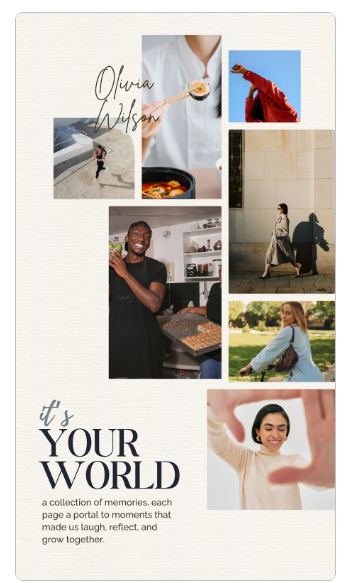 Olivia
Wilson
it's
YOUR
WORLD
a collection of memories, each
page a portal to moments that
made us laugh, reflect, and
grow together.